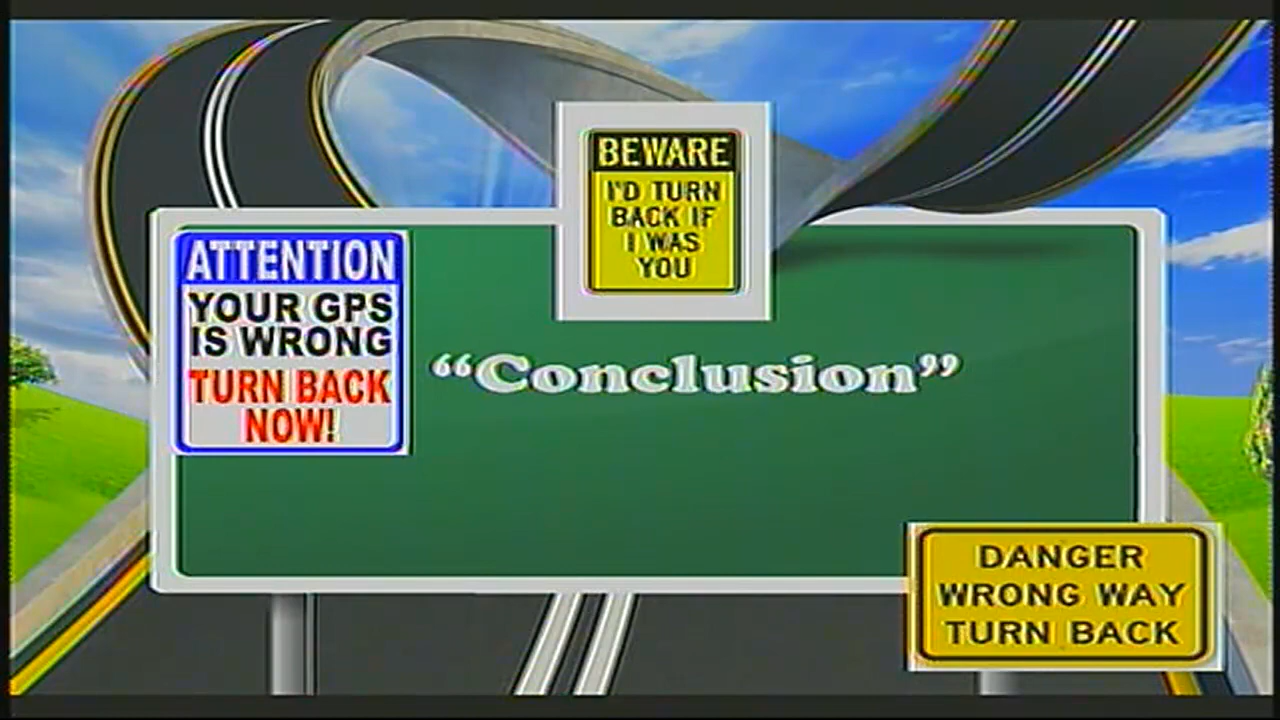 BEWARE
I'D TURN
BACK IF
I WAS
YOU
ATTENTION
YOUR GPS
IS WRONG
TURN BACK
NOW!
“Conclusion”
DANGER
WRONG WAY
TURN BACK